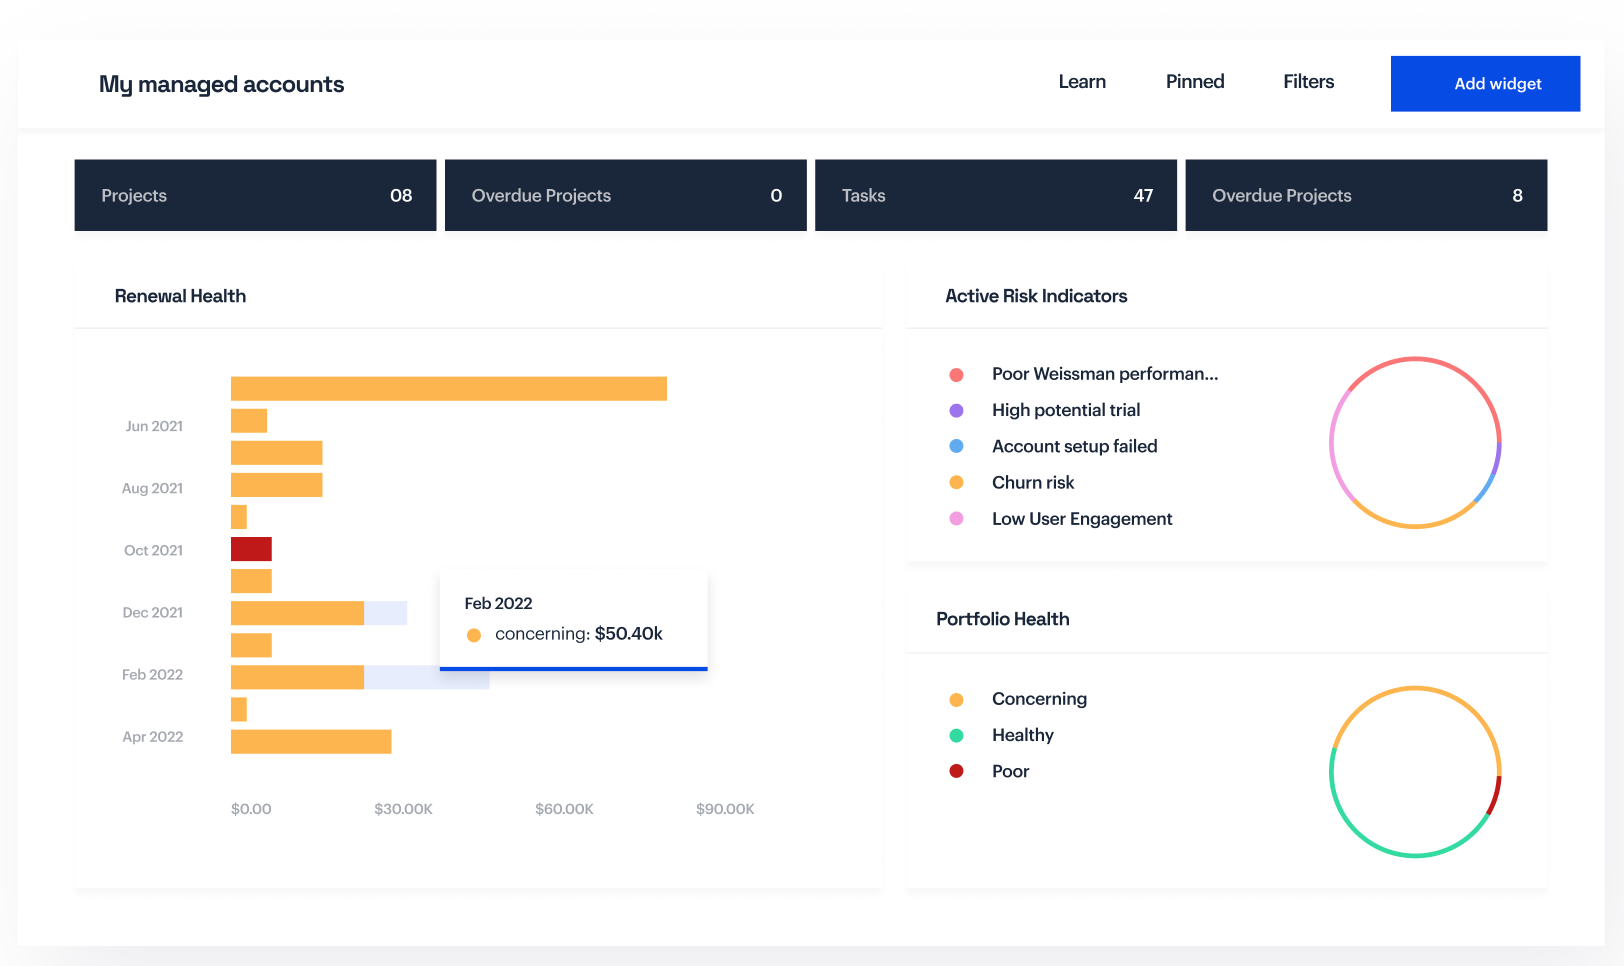 My managed accounts
Learn
Pinned
Filters
Add widget
Projects 08
Overdue Projects 0
Tasks 47
Overdue Projects 8
Renewal Health
Jun 2021
Aug 2021
Oct 2021
Dec 2021
Feb 2022
Apr 2022
$0.00
$30.00K
$60.00K
$90.00K
Feb 2022
concerning: $50.40k
Active Risk Indicators
Poor Weissman performan...
High potential trial
Account setup failed
Churn risk
Low User Engagement
Portfolio Health
Concerning
Healthy
Poor